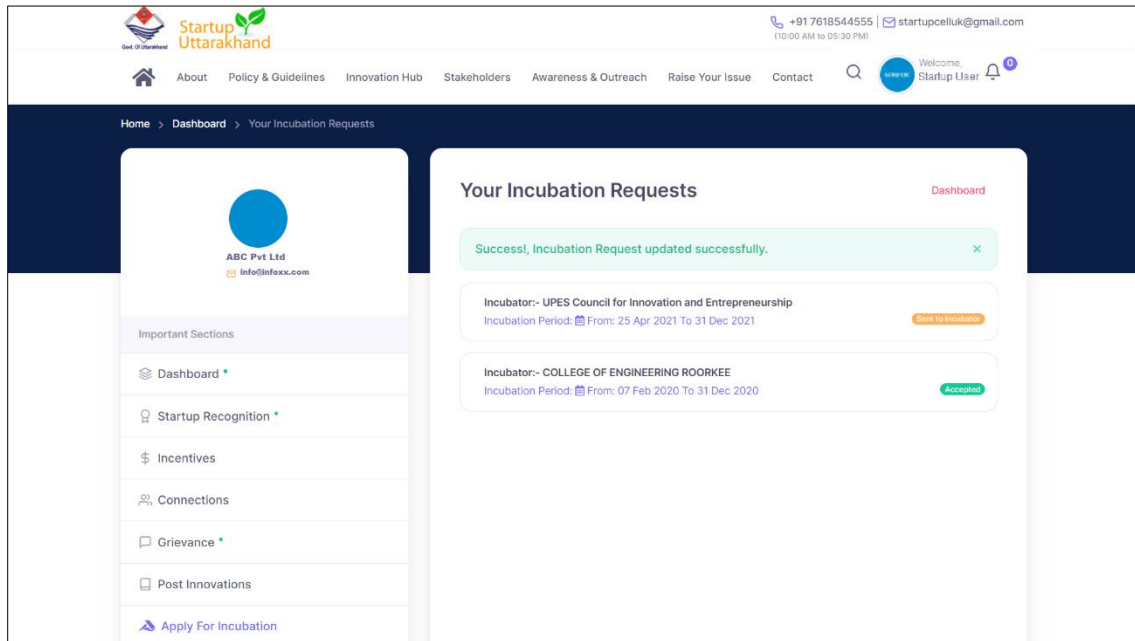 Govt. Of Uttarakhand
Startup
Uttarakhand
+91 7618544555 | startupcelluk@gmail.com
(10:00 AM to 05:30 PM)
About Policy & Guidelines Innovation Hub Stakeholders Awareness & Outreach Raise Your Issue Contact
Welcome,
Startup User
0
Home > Dashboard > Your Incubation Requests
ABC Pvt Ltd
info@infoxx.com
Important Sections
Dashboard
Startup Recognition
Incentives
Connections
Grievance
Post Innovations
Apply For Incubation
Your Incubation Requests
Dashboard
Success!, Incubation Request updated successfully. ×
Incubator:- UPES Council for Innovation and Entrepreneurship
Incubation Period: From: 25 Apr 2021 To 31 Dec 2021
Sent to Incubator
Incubator:- COLLEGE OF ENGINEERING ROORKEE
Incubation Period: From: 07 Feb 2020 To 31 Dec 2020
Accepted